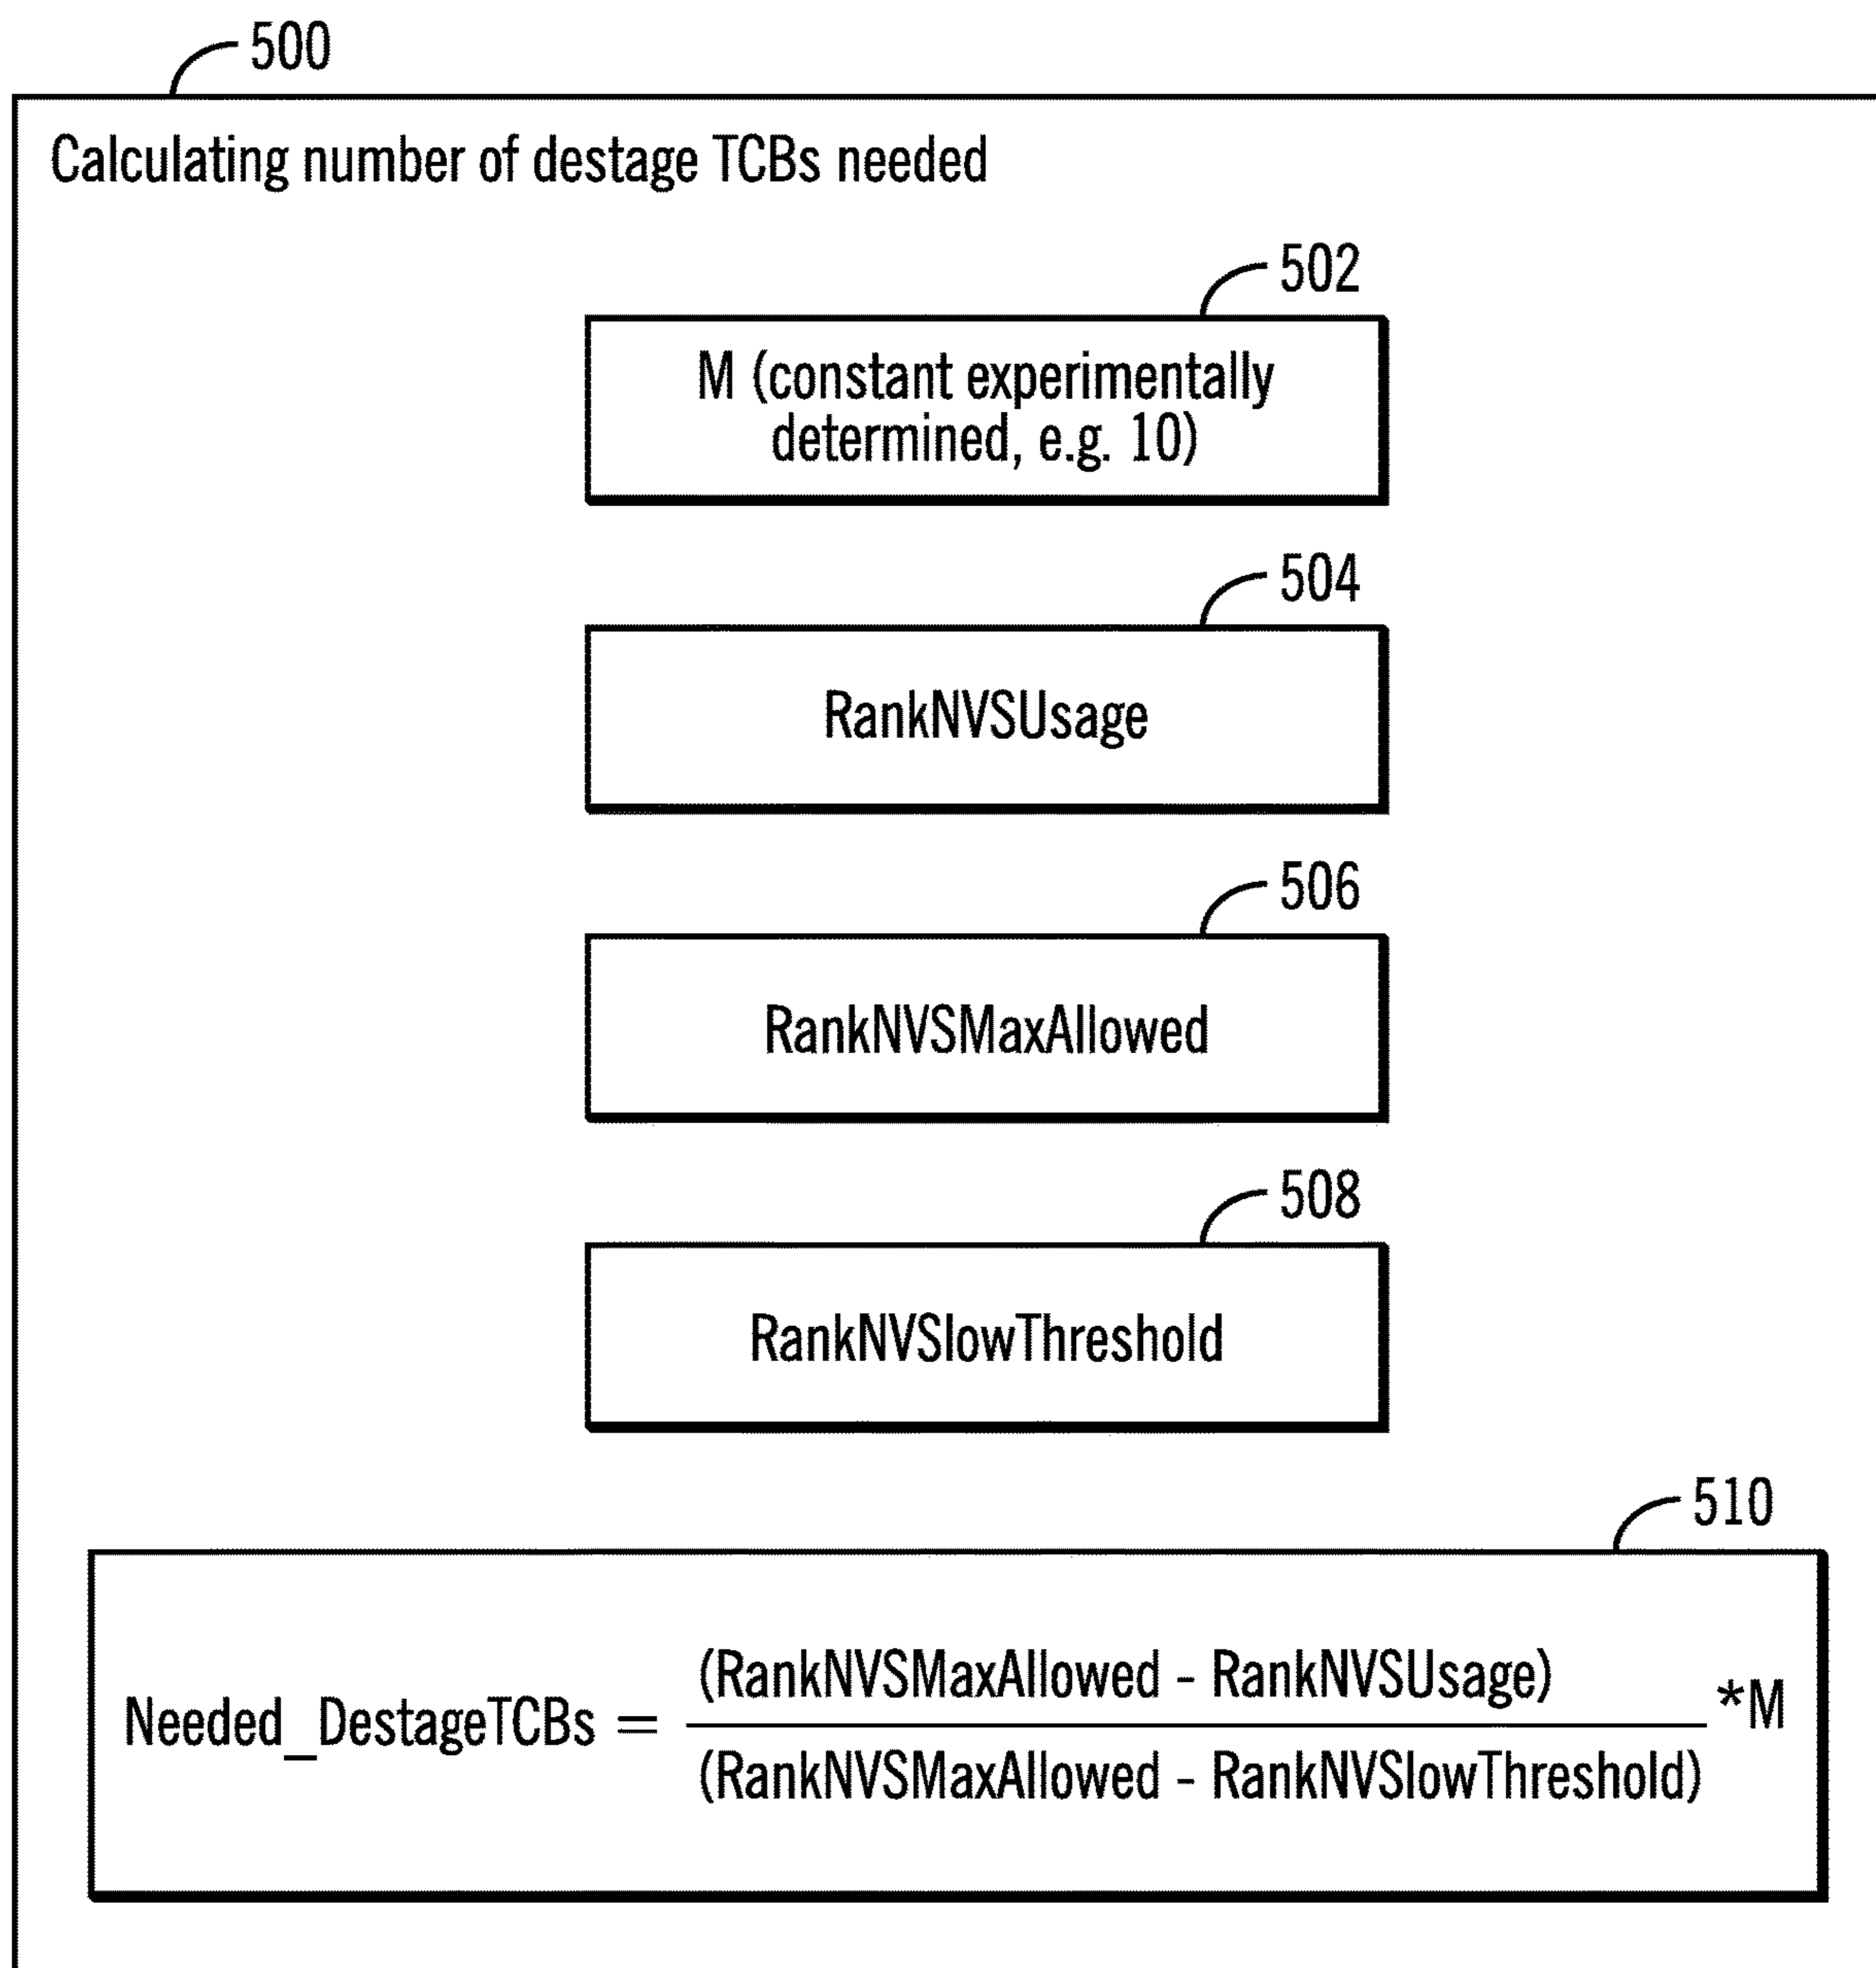 500
Calculating number of destage TCBs needed
502
M (constant experimentally
determined, e.g. 10)
504
RankNVSUsage
506
RankNVSMaxAllowed
508
RankNVSlowThreshold
510
Needed_DestageTCBs = (RankNVSMaxAllowed - RankNVSUsage) *M
(RankNVSMaxAllowed - RankNVSlowThreshold)